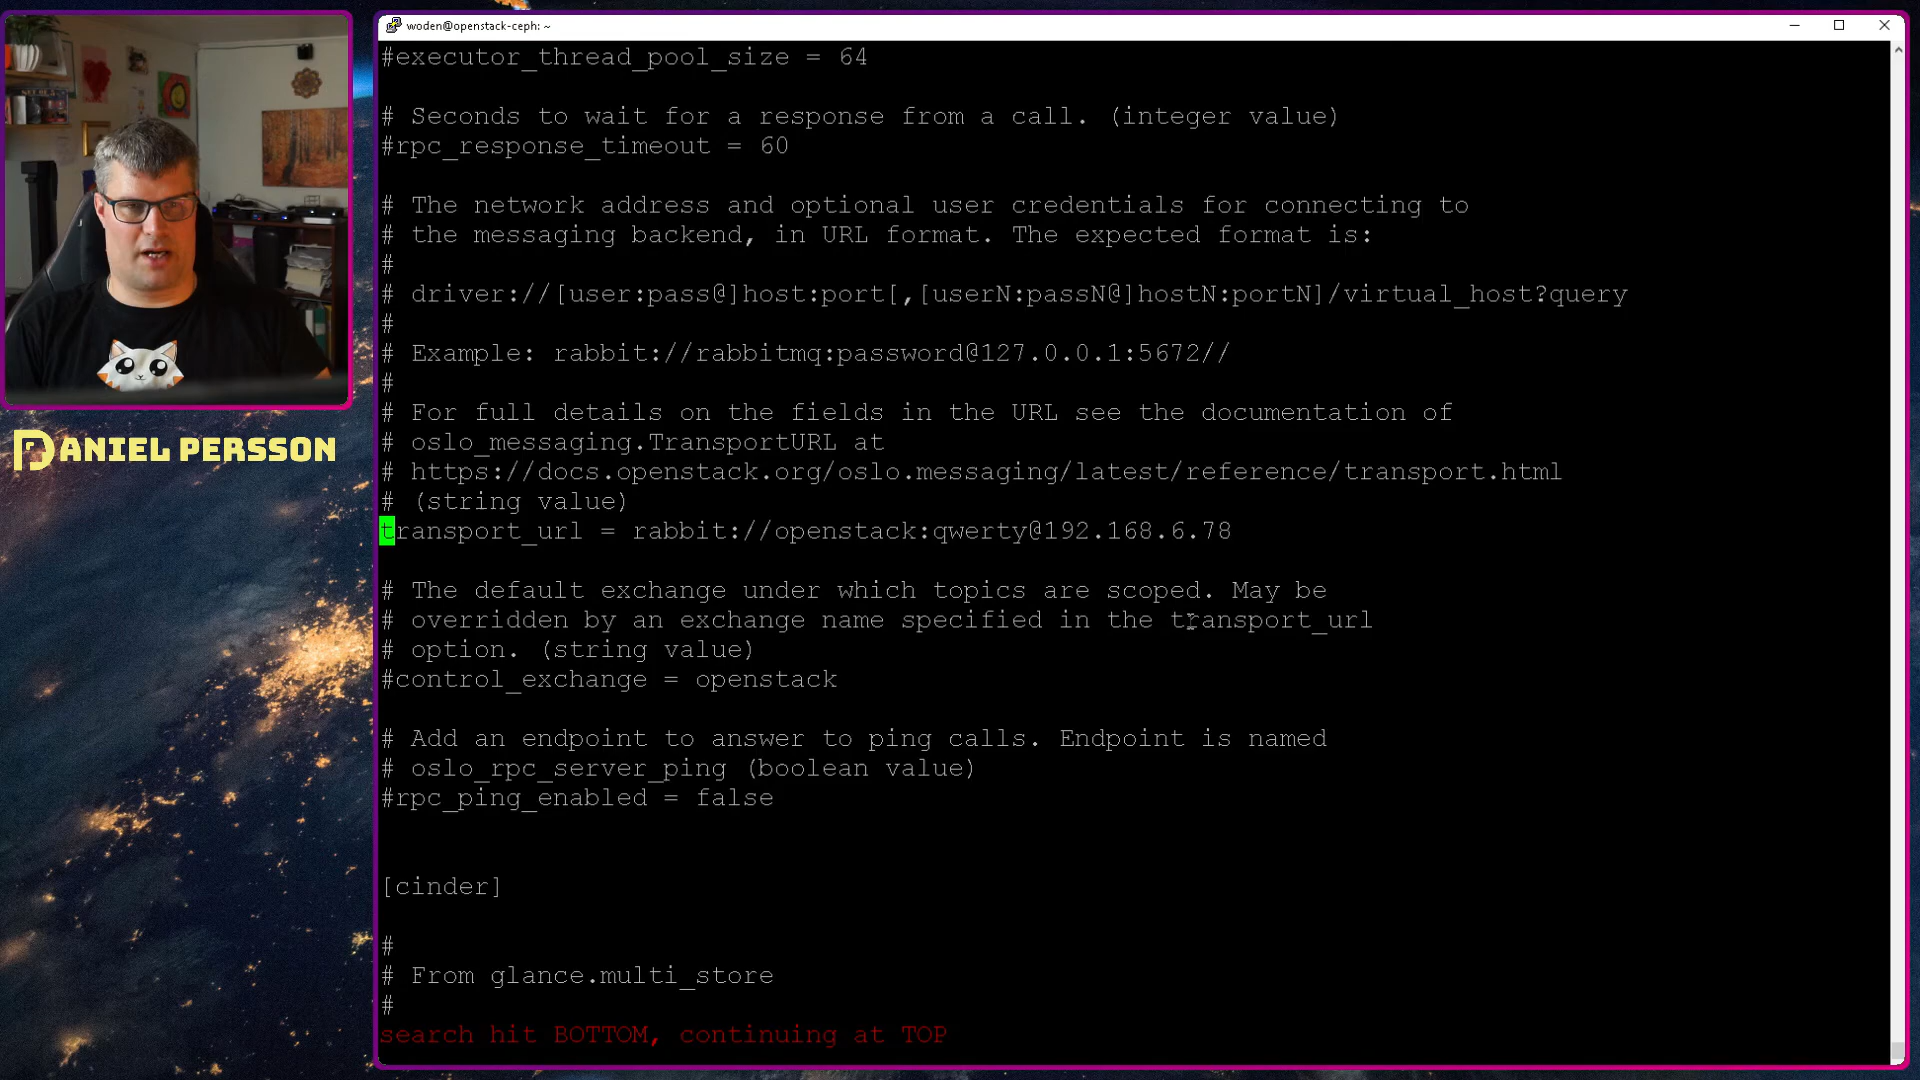 woden@openstack-ceph: ~
#executor_thread_pool_size = 64
# Seconds to wait for a response from a call. (integer value)
#rpc_response_timeout = 60
# The network address and optional user credentials for connecting to
# the messaging backend, in URL format. The expected format is:
#
# driver://[user:pass@]host:port[,[userN:passN@]hostN:portN]/virtual_host?query
#
# Example: rabbit://rabbitmq:password@127.0.0.1:5672//
#
# For full details on the fields in the URL see the documentation of
# oslo_messaging.TransportURL at
# https://docs.openstack.org/oslo.messaging/latest/reference/transport.html
# (string value)
transport_url = rabbit://openstack:qwerty@192.168.6.78
# The default exchange under which topics are scoped. May be
# overridden by an exchange name specified in the transport_url
# option. (string value)
#control_exchange = openstack
# Add an endpoint to answer to ping calls. Endpoint is named
# oslo_rpc_server_ping (boolean value)
#rpc_ping_enabled = false
[cinder]
#
# From glance.multi_store
#
search hit BOTTOM, continuing at TOP
DANIEL PERSSON